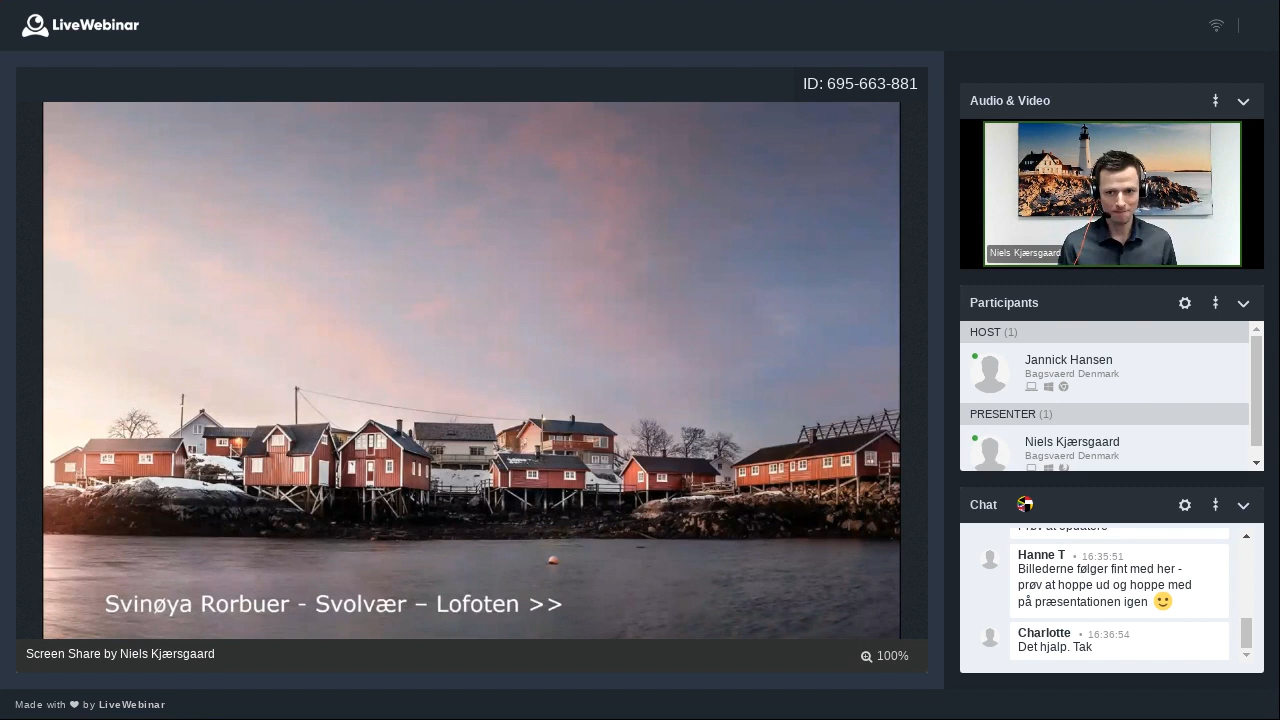 LiveWebinar
ID: 695-663-881
Svinøya Rorbuer - Svolvær – Lofoten >>
Screen Share by Niels Kjærsgaard
100%
Audio & Video
Niels Kjærsgaard
Participants
HOST (1)
Jannick Hansen
Bagsvaerd Denmark
PRESENTER (1)
Niels Kjærsgaard
Bagsvaerd Denmark
Chat
Prøv at opdatere
Hanne T • 16:35:51
Billederne følger fint med her -
prøv at hoppe ud og hoppe med
på præsentationen igen
Charlotte • 16:36:54
Det hjalp. Tak
Made with ❤ by LiveWebinar